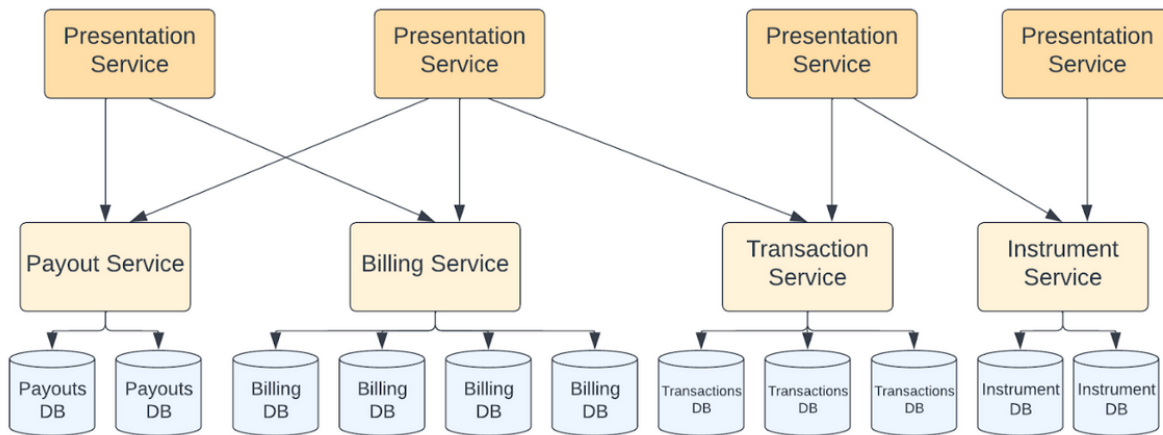 Presentation
Service
Presentation
Service
Presentation
Service
Presentation
Service
Payout Service
Billing Service
Transaction
Service
Instrument
Service
Payouts
DB
Payouts
DB
Billing
DB
Billing
DB
Billing
DB
Billing
DB
Transactions
DB
Transactions
DB
Transactions
DB
Instrument
DB
Instrument
DB